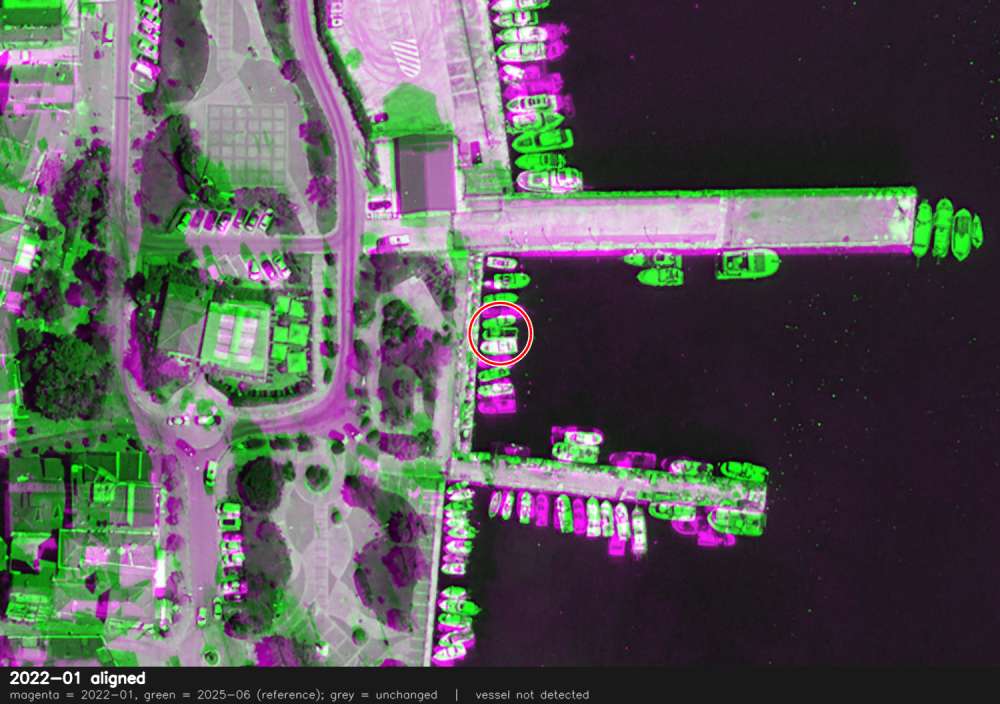 2022-01 aligned
magenta = 2022-01, green = 2025-06 (reference); grey = unchanged | vessel not detected